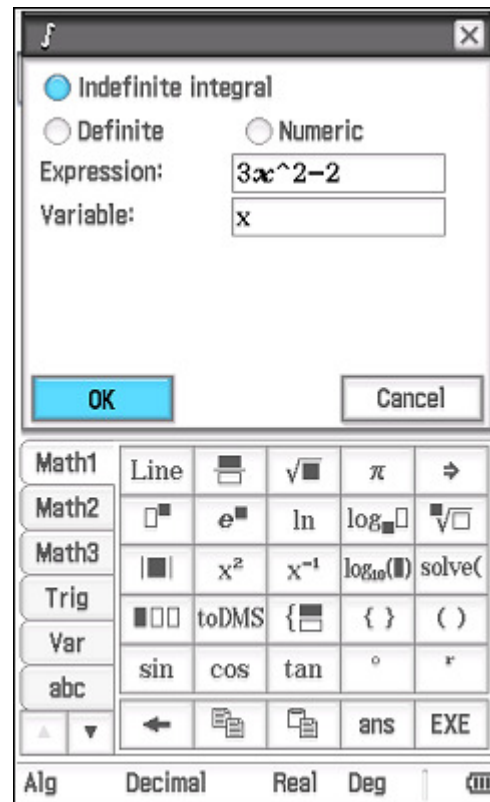 ∫
Indefinite integral
Definite Numeric
Expression: 3x^2-2
Variable: x
OK Cancel
Math1 Line √■ π ⇒
Math2 □^■ e^■ ln log_■□ ■√□
Math3 |■| x² x⁻¹ log₁₀(■) solve(
Trig ■□□ toDMS {■ { } ( )
Var
sin cos tan ° r
abc
▲ ▼ ← ans EXE
Alg Decimal Real Deg